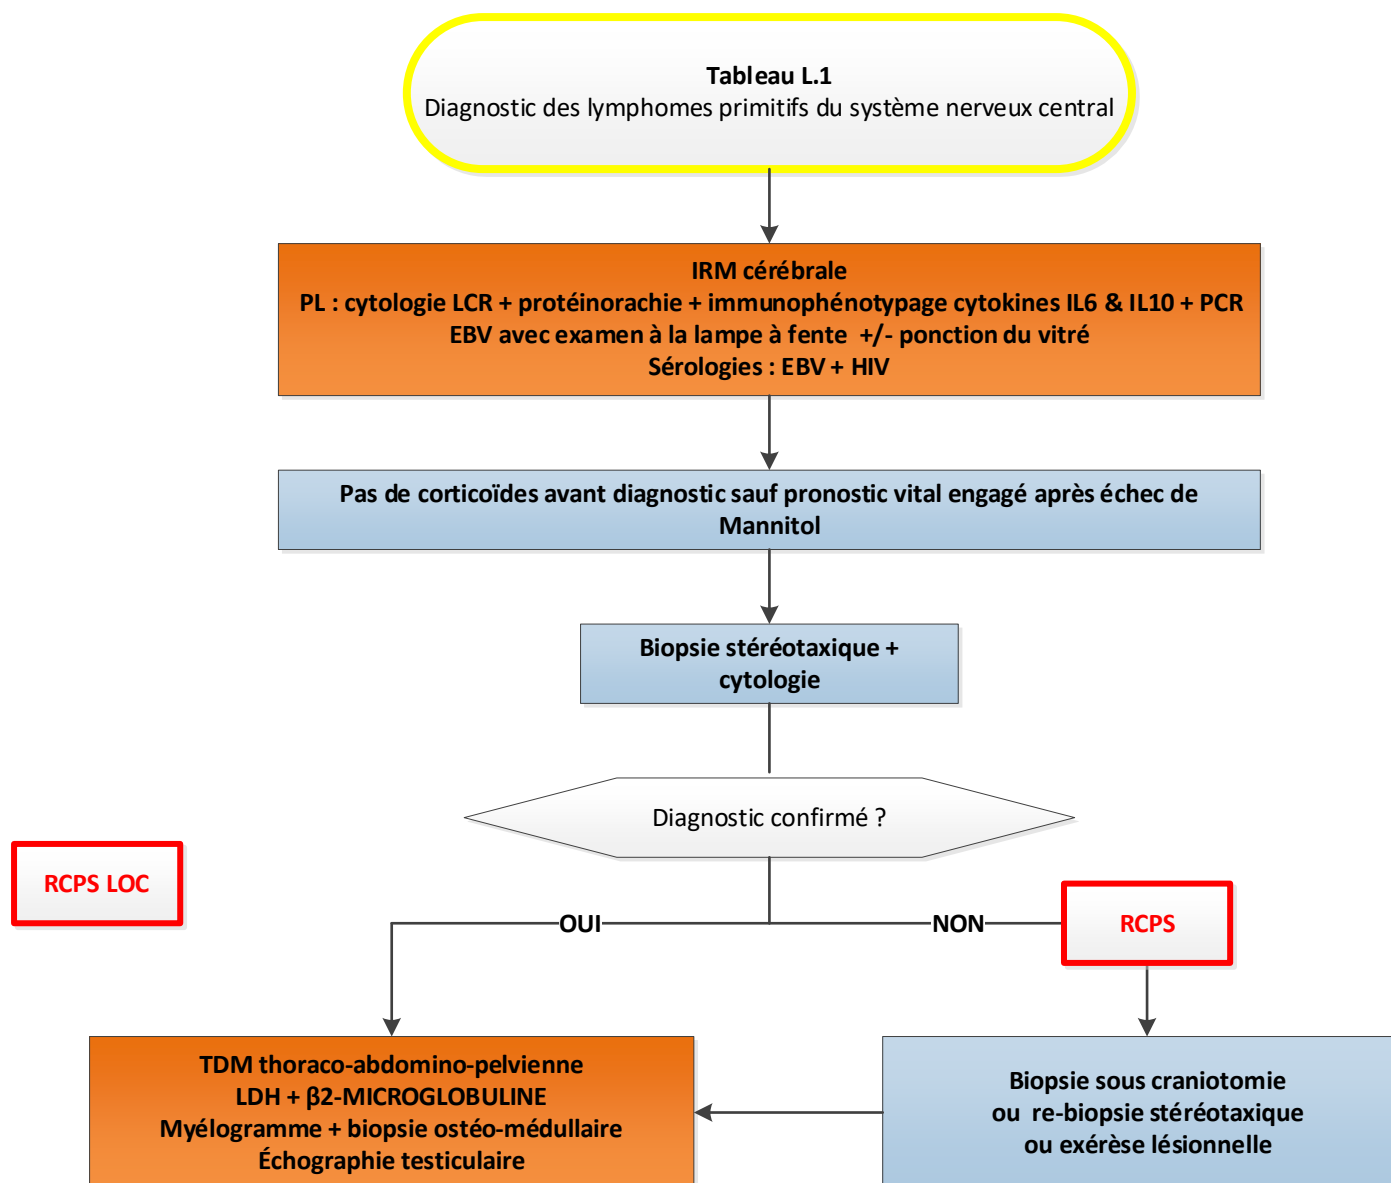 Tableau L.1
Diagnostic des lymphomes primitifs du système nerveux central
IRM cérébrale
PL : cytologie LCR + protéinorachie + immunophénotypage cytokines IL6 & IL10 + PCR
EBV avec examen à la lampe à fente +/- ponction du vitré
Sérologies : EBV + HIV
Pas de corticoïdes avant diagnostic sauf pronostic vital engagé après échec de
Mannitol
Biopsie stéréotaxique +
cytologie
Diagnostic confirmé ?
RCPS LOC
OUI
NON
RCPS
TDM thoraco-abdomino-pelvienne
LDH + β2-MICROGLOBULINE
Myélogramme + biopsie ostéo-médullaire
Échographie testiculaire
Biopsie sous craniotomie
ou re-biopsie stéréotaxique
ou exérèse lésionnelle